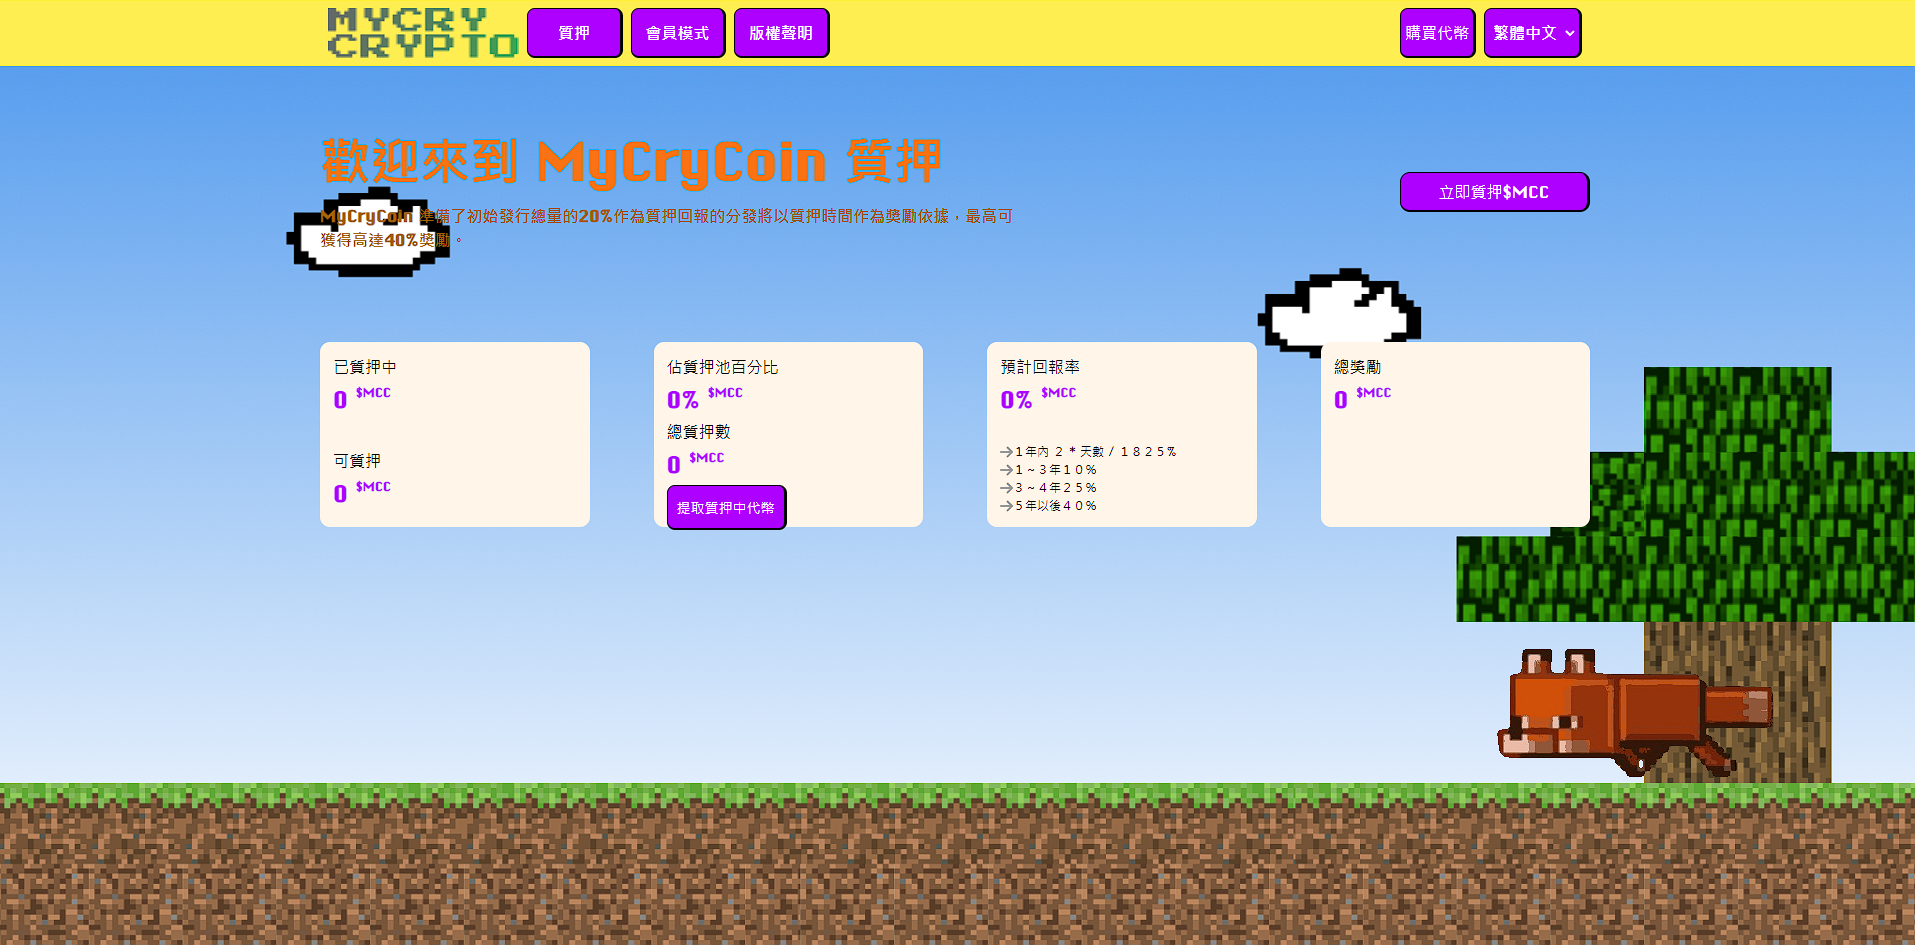 MYCRY
CRYPTO
質押
會員模式
版權聲明
購買代幣
繁體中文
歡迎來到 MyCryCoin 質押
MyCryCoin 準備了初始發行總量的20%作為質押回報的分發將以質押時間作為獎勵依據，最高可
獲得高達40%獎勵。
立即質押$MCC
已質押中
0 $MCC
可質押
0 $MCC
佔質押池百分比
0% $MCC
總質押數
0 $MCC
提取質押中代幣
預計回報率
0% $MCC
→1年內 2 * 天數 / 1825%
→1~3年10%
→3~4年25%
→5年以後40%
總獎勵
0 $MCC